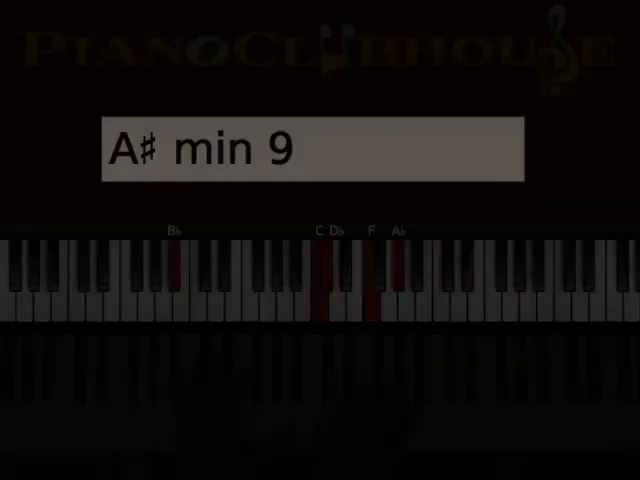 PIANOCLUBHOUSE
A♯ min 9
B♭ C D♭ F A♭